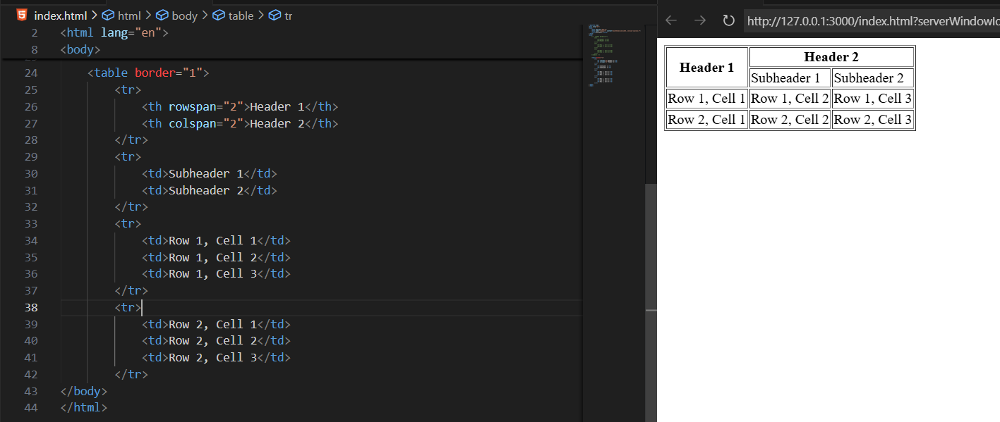 index.html > html > body > table > tr
2 <html lang="en">
8 <body>
24 <table border="1">
25 <tr>
26 <th rowspan="2">Header 1</th>
27 <th colspan="2">Header 2</th>
28 </tr>
29 <tr>
30 <td>Subheader 1</td>
31 <td>Subheader 2</td>
32 </tr>
33 <tr>
34 <td>Row 1, Cell 1</td>
35 <td>Row 1, Cell 2</td>
36 <td>Row 1, Cell 3</td>
37 </tr>
38 <tr>
39 <td>Row 2, Cell 1</td>
40 <td>Row 2, Cell 2</td>
41 <td>Row 2, Cell 3</td>
42 </tr>
43 </body>
44 </html>
http://127.0.0.1:3000/index.html?serverWindowId
Header 1 Header 2
Subheader 1 Subheader 2
Row 1, Cell 1 Row 1, Cell 2 Row 1, Cell 3
Row 2, Cell 1 Row 2, Cell 2 Row 2, Cell 3